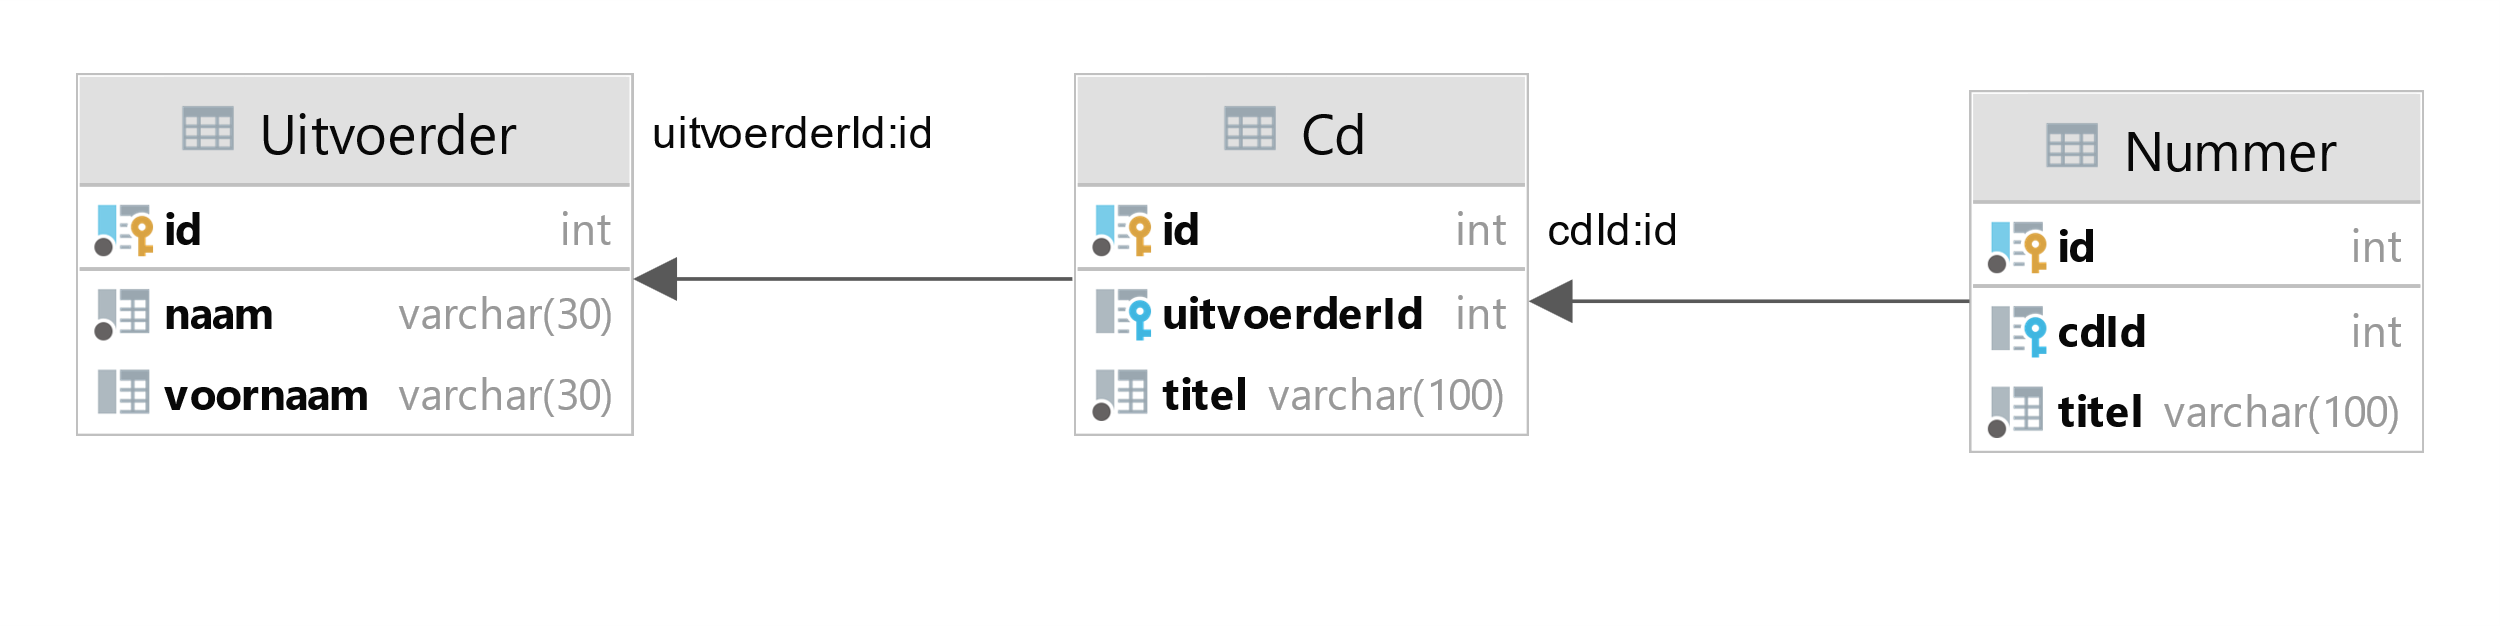 Uitvoerder
id int
naam varchar(30)
voornaam varchar(30)
uitvoerderId:id
Cd
id int
uitvoerderId int
titel varchar(100)
cdId:id
Nummer
id int
cdId int
titel varchar(100)